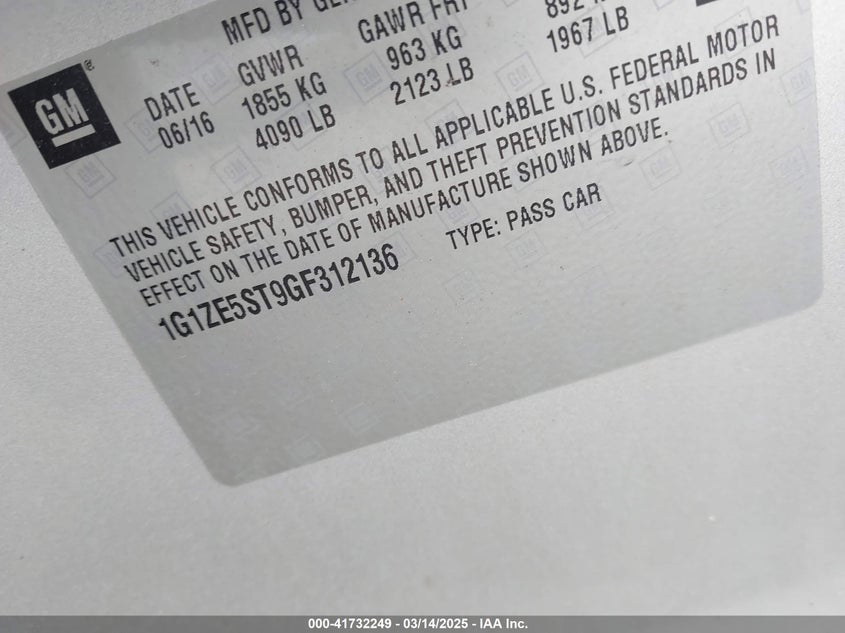 MFD BY GE
GM®
DATE GVWR GAWR FRT
06/16 1855 KG 963 KG 892
4090 LB 2123 LB 1967 LB
THIS VEHICLE CONFORMS TO ALL APPLICABLE U.S. FEDERAL MOTOR
VEHICLE SAFETY, BUMPER, AND THEFT PREVENTION STANDARDS IN
EFFECT ON THE DATE OF MANUFACTURE SHOWN ABOVE.
1G1ZE5ST9GF312136 TYPE: PASS CAR
000-41732249 - 03/14/2025 - IAA Inc.